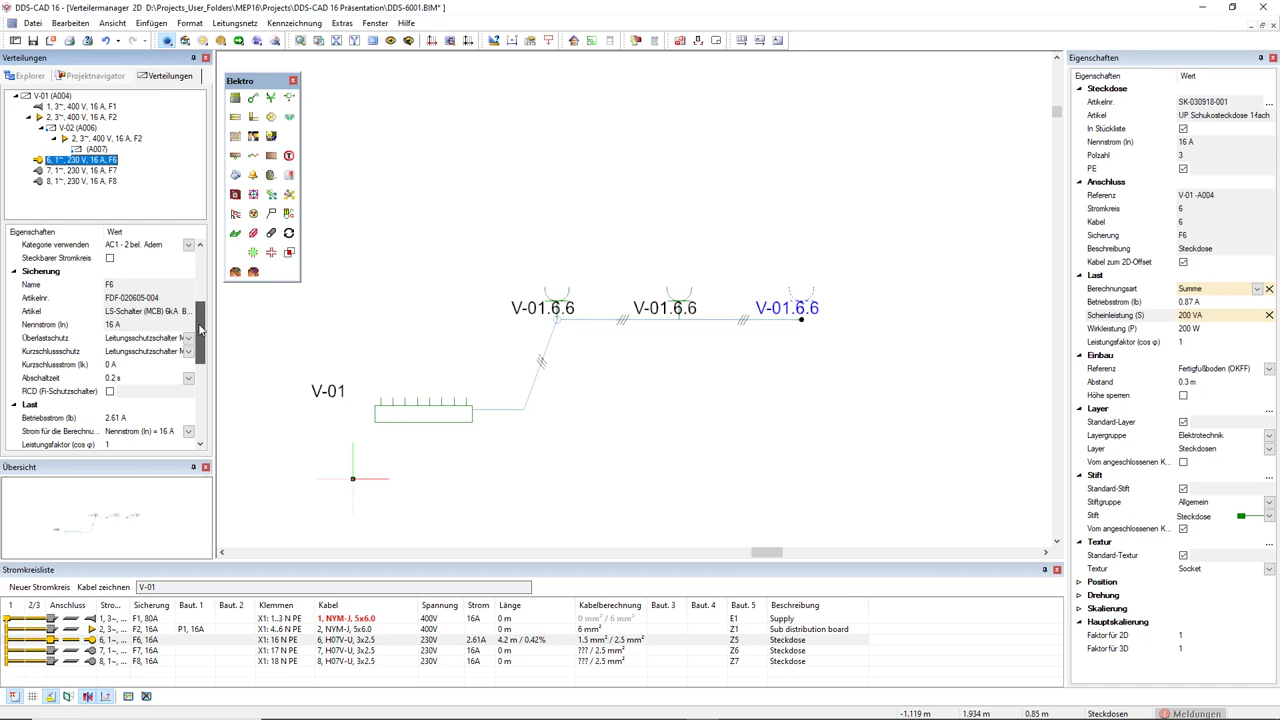 DDS-CAD 16 - [Verteilermanager 2D D:\Projects_User_Folders\MEP16\Projects\DDS-CAD 16 Präsentation\DDS-6001.BIM* ]
Datei Bearbeiten Ansicht Einfügen Format Leitungsnetz Kennzeichnung Extras Fenster Hilfe
Verteilungen
Explorer Projektnavigator Verteilungen
V-01 (A004)
1, 3~, 400 V, 16 A, F1
2, 3~, 400 V, 16 A, F2
V-02 (A006)
2, 3~, 400 V, 16 A, F2
(A007)
6, 1~, 230 V, 16 A, F6
7, 1~, 230 V, 16 A, F7
8, 1~, 230 V, 16 A, F8
Eigenschaften Wert
Kategorie verwenden AC1 - 2 bel. Adern
Steckbarer Stromkreis
Sicherung
Name F6
Artikelnr. FDF-020605-004
Artikel LS-Schalter (MCB) 6kA B...
Nennstrom (In) 16 A
Überlastschutz Leitungsschutzschalter M
Kurzschlussschutz Leitungsschutzschalter M
Kurzschlussstrom (Ik) 0 A
Abschaltzeit 0.2 s
RCD (Fi-Schutzschalter)
Last
Betriebsstrom (Ib) 2.61 A
Strom für die Berechnu... Nennstrom (In) = 16 A
Leistungsfaktor (cos φ) 1
Übersicht
Elektro
V-01.6.6 V-01.6.6 V-01.6.6
V-01
Eigenschaften
Eigenschaften Wert
Steckdose
Artikelnr. SK-030918-001 ...
Artikel UP Schukosteckdose 1-fach
In Stückliste
Nennstrom (In) 16 A
Polzahl 3
PE
Anschluss
Referenz V-01 -A004
Stromkreis 6
Kabel 6
Sicherung F6
Beschreibung Steckdose
Kabel zum 2D-Offset
Last
Berechnungsart Summe
Betriebsstrom (Ib) 0.87 A
Scheinleistung (S) 200 VA
Wirkleistung (P) 200 W
Leistungsfaktor (cos φ) 1
Einbau
Referenz Fertigfußboden (OKFF)
Abstand 0.3 m
Höhe sperren
Layer ...
Standard-Layer
Layergruppe Elektrotechnik
Layer Steckdosen
Vom angeschlossenen K...
Stift ...
Standard-Stift
Stiftgruppe Allgemein
Stift Steckdose
Vom angeschlossenen K...
Textur ...
Standard-Textur
Textur Socket
Position
Drehung
Skalierung
Hauptskalierung
Faktor für 2D 1
Faktor für 3D 1
Stromkreisliste
Neuer Stromkreis Kabel zeichnen V-01
1 2/3 Anschluss Stro... Sicherung Baut. 1 Baut. 2 Klemmen Kabel Spannung Strom Länge Kabelberechnung Baut. 3 Baut. 4 Baut. 5 Beschreibung
1, 3~, ... F1, 80A X1: 1..3 N PE 1, NYM-J, 5x6.0 400V 16A 0 m 0 mm² / 6 mm² E1 Supply
2, 3~, ... F2, 16A P1, 16A X1: 4..6 N PE 2, NYM-J, 5x6.0 400V 0 m 6 mm² Z1 Sub distribution board
6, 1~, ... F6, 16A X1: 16 N PE 6, H07V-U, 3x2.5 230V 2.61A 4.2 m / 0.42% 1.5 mm² / 2.5 mm² Z5 Steckdose
7, 1~, ... F7, 16A X1: 17 N PE 7, H07V-U, 3x2.5 230V 16A 0 m ??? / 2.5 mm² Z6 Steckdose
8, 1~, ... F8, 16A X1: 18 N PE 8, H07V-U, 3x2.5 230V 16A 0 m ??? / 2.5 mm² Z7 Steckdose
-1.119 m 1.934 m 0.85 m Steckdosen Meldungen